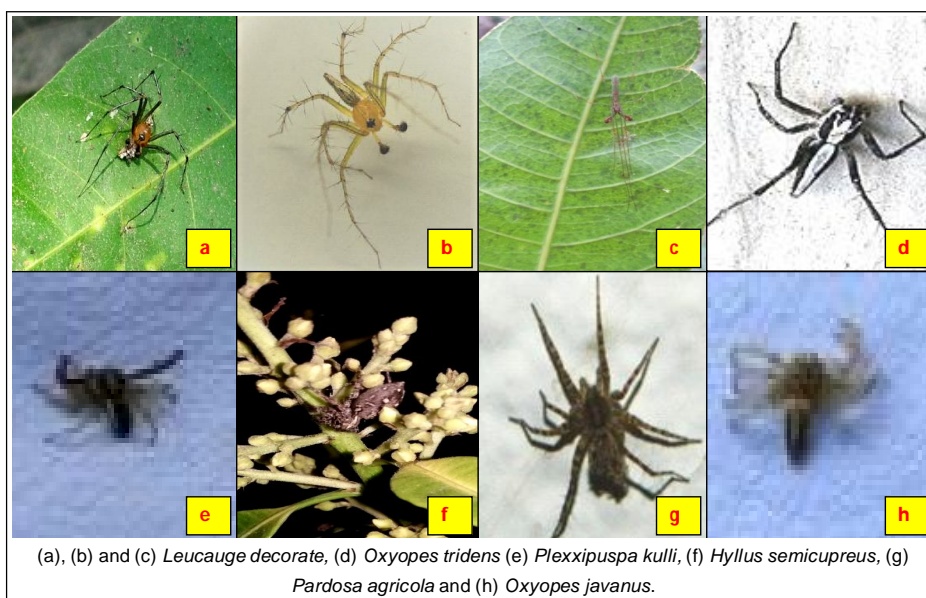 a
b
c
d
e
f
g
h
(a), (b) and (c) Leucauge decorate, (d) Oxyopes tridens (e) Plexxipuspa kulli, (f) Hyllus semicupreus, (g)
Pardosa agricola and (h) Oxyopes javanus.